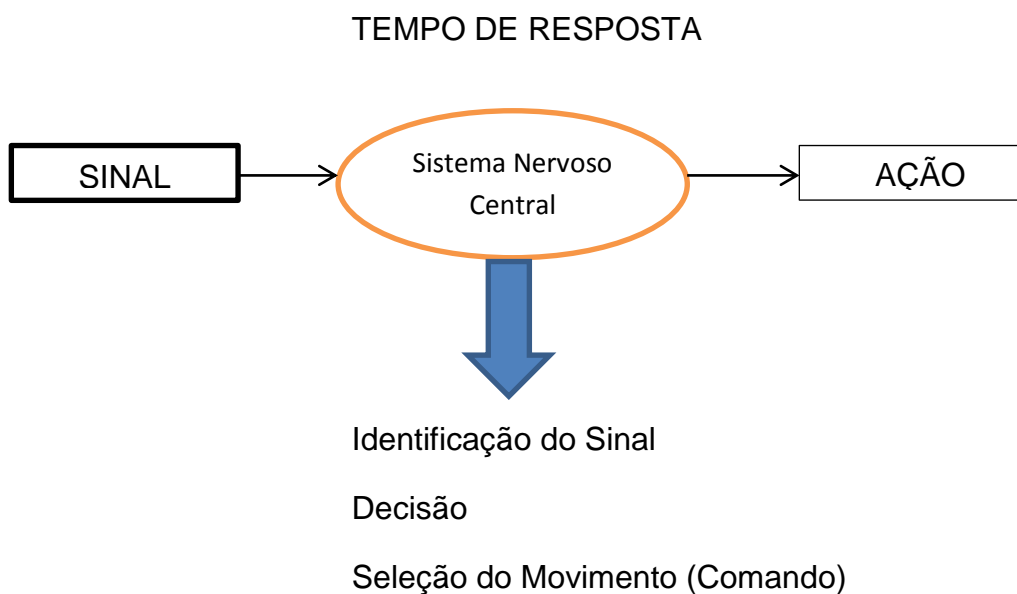 TEMPO DE RESPOSTA
SINAL
Sistema Nervoso
Central
AÇÃO
Identificação do Sinal
Decisão
Seleção do Movimento (Comando)